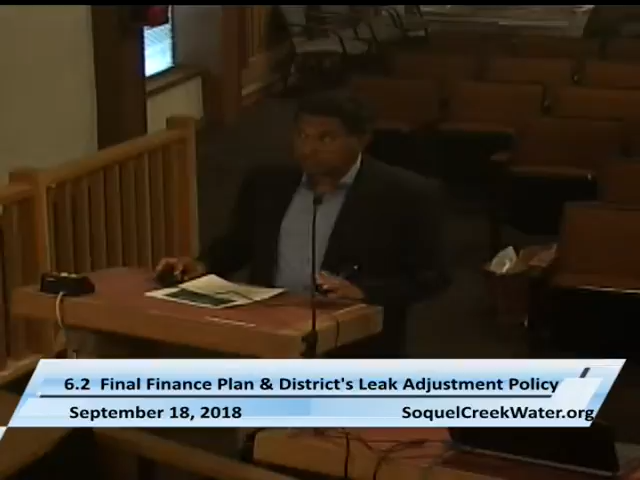 6.2 Final Finance Plan & District's Leak Adjustment Policy
September 18, 2018
SoquelCreekWater.org